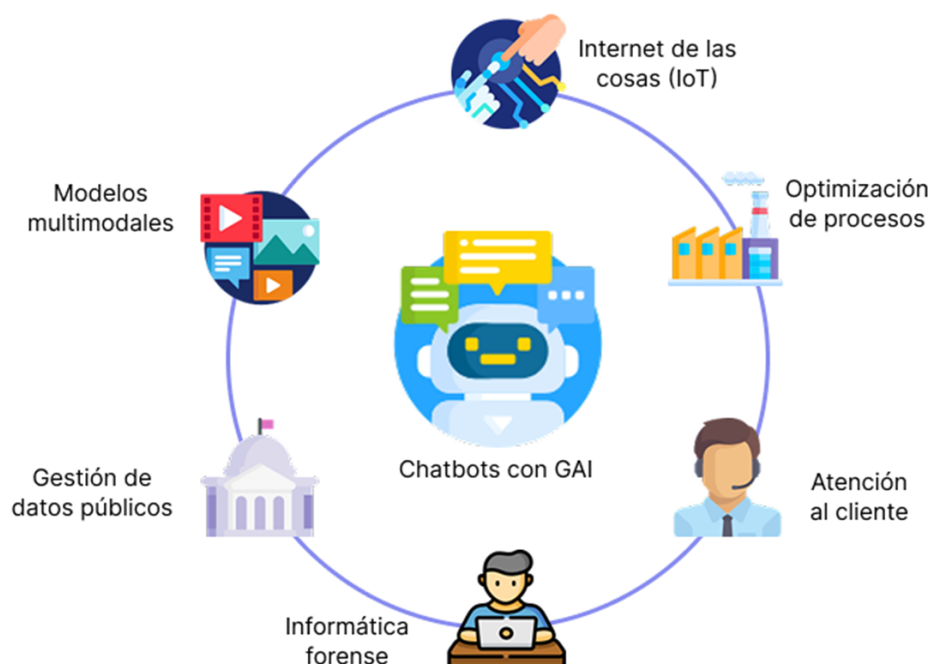 Internet de las
cosas (IoT)
Modelos
multimodales
Optimización
de procesos
Chatbots con GAI
Gestión de
datos públicos
Atención
al cliente
Informática
forense